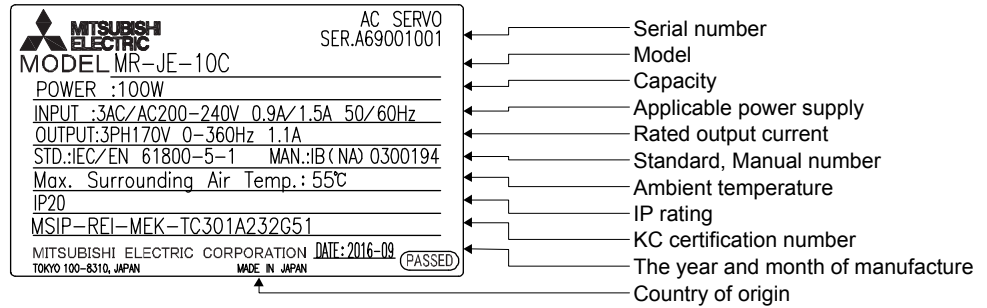 MITSUBISHI
ELECTRIC
AC SERVO
SER.A69001001
MODEL MR-JE-10C
POWER :100W
INPUT :3AC/AC200-240V 0.9A/1.5A 50/60Hz
OUTPUT:3PH170V 0-360Hz 1.1A
STD.:IEC/EN 61800-5-1 MAN.:IB(NA)0300194
Max. Surrounding Air Temp.: 55℃
IP20
MSIP-REI-MEK-TC301A232G51
MITSUBISHI ELECTRIC CORPORATION DATE:2016-09
TOKYO 100-8310, JAPAN MADE IN JAPAN
PASSED
Serial number
Model
Capacity
Applicable power supply
Rated output current
Standard, Manual number
Ambient temperature
IP rating
KC certification number
The year and month of manufacture
Country of origin